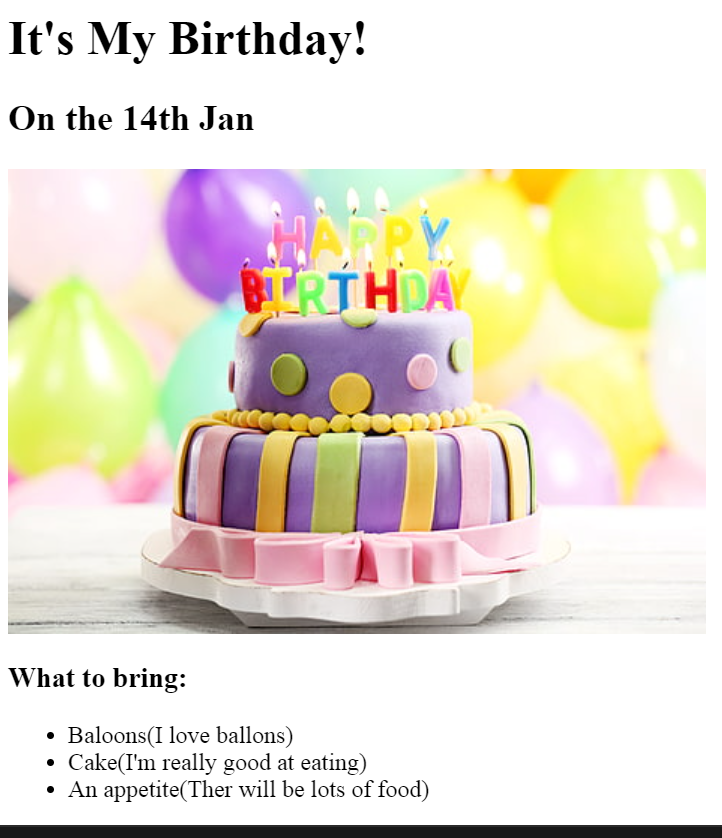 It's My Birthday!
On the 14th Jan
HAPPY
BIRTHDAY
What to bring:
Baloons(I love ballons)
Cake(I'm really good at eating)
An appetite(Ther will be lots of food)